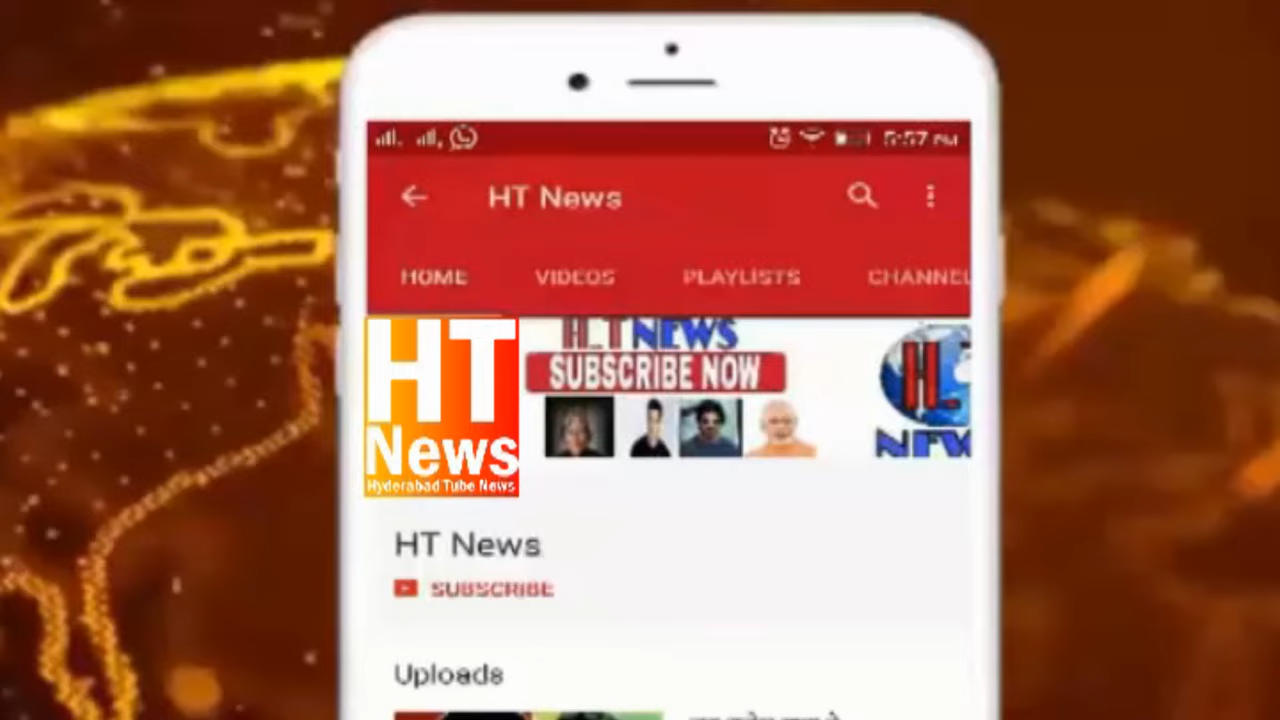 5:57 PM
HT News
HOME VIDEOS PLAYLISTS CHANNEL
HT
News
Hyderabad Tube News
H_T NEWS
SUBSCRIBE NOW
HT News
SUBSCRIBE
Uploads